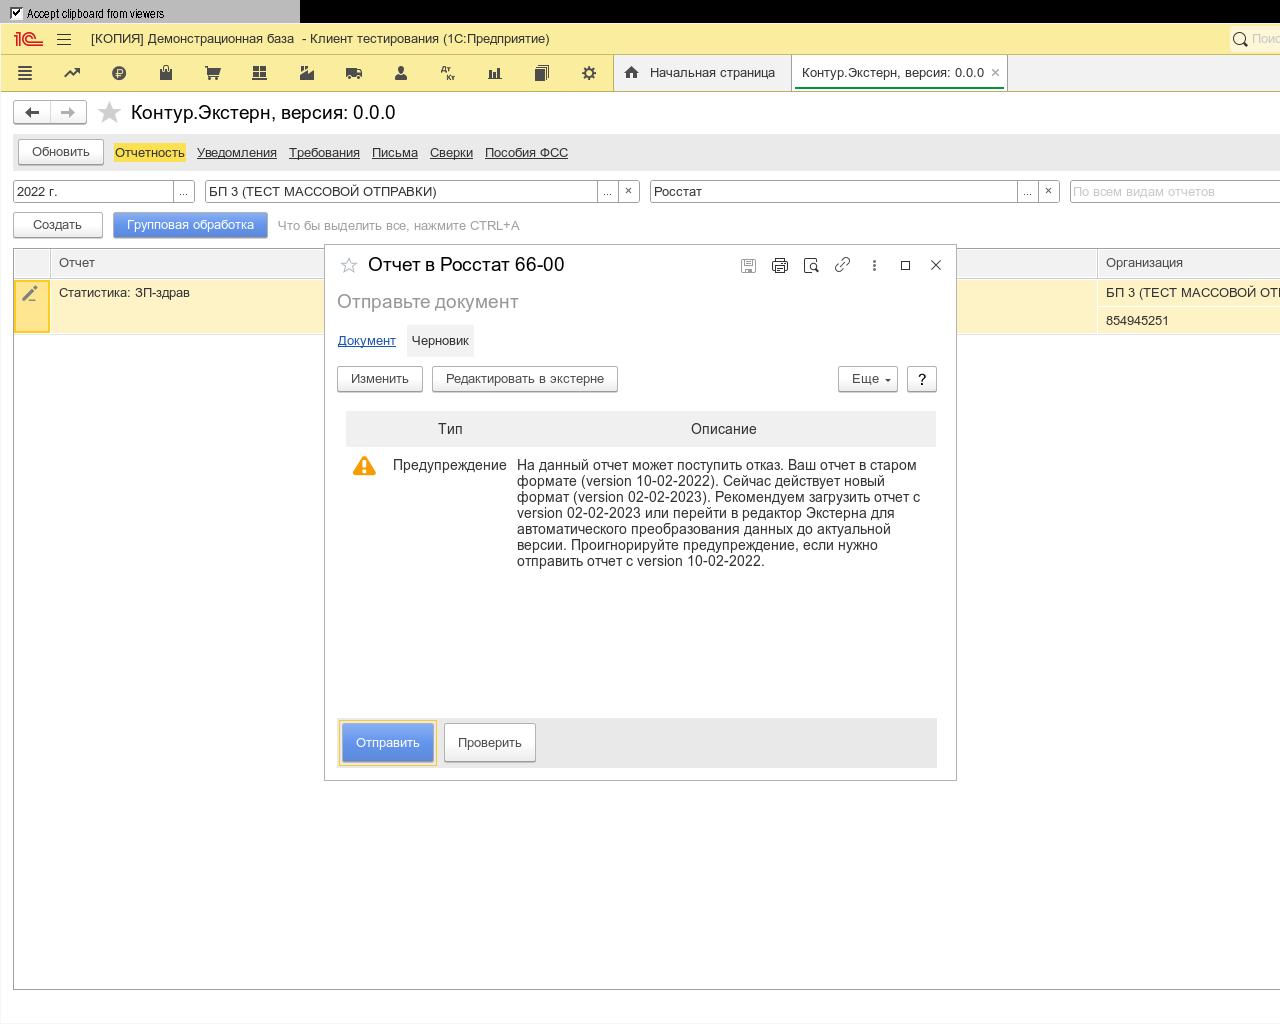 Accept clipboard from viewers
[КОПИЯ] Демонстрационная база - Клиент тестирования (1С:Предприятие)
Дт Кт
Начальная страница
Контур.Экстерн, версия: 0.0.0
Контур.Экстерн, версия: 0.0.0
Обновить Отчетность Уведомления Требования Письма Сверки Пособия ФСС
2022 г. ... БП 3 (ТЕСТ МАССОВОЙ ОТПРАВКИ) ... × Росстат ... × По всем видам отчетов
Создать Групповая обработка Что бы выделить все, нажмите CTRL+A
Отчет Организация
Статистика: ЗП-здрав БП 3 (ТЕСТ МАССОВОЙ
854945251
Отчет в Росстат 66-00
Отправьте документ
Документ Черновик
Изменить Редактировать в экстерне Еще ?
Тип Описание
Предупреждение На данный отчет может поступить отказ. Ваш отчет в старом
формате (version 10-02-2022). Сейчас действует новый
формат (version 02-02-2023). Рекомендуем загрузить отчет с
version 02-02-2023 или перейти в редактор Экстерна для
автоматического преобразования данных до актуальной
версии. Проигнорируйте предупреждение, если нужно
отправить отчет с version 10-02-2022.
Отправить Проверить